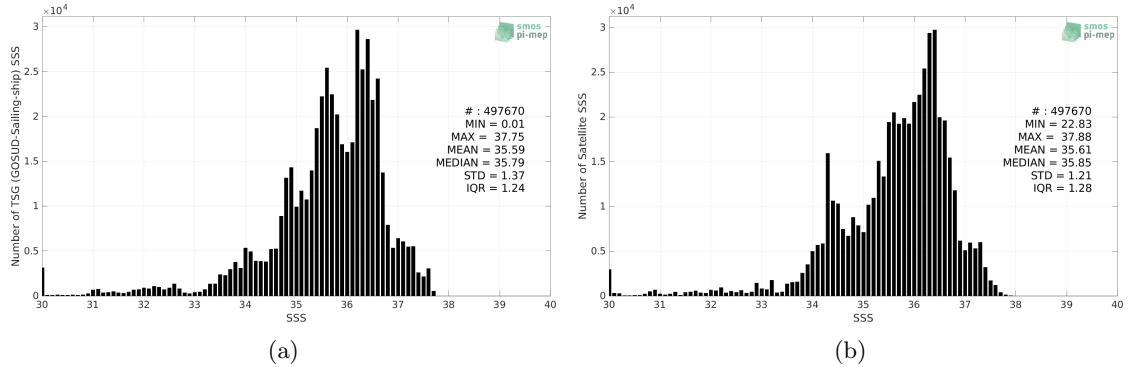 ×10⁴
3
2.5
2
1.5
1
0.5
0
Number of TSG (GOSUD-Sailing-ship) SSS
30 31 32 33 34 35 36 37 38 39 40
SSS
smos
pi-mep
# : 497670
MIN = 0.01
MAX = 37.75
MEAN = 35.59
MEDIAN = 35.79
STD = 1.37
IQR = 1.24
(a)
×10⁴
3
2.5
2
1.5
1
0.5
0
Number of Satellite SSS
30 31 32 33 34 35 36 37 38 39 40
SSS
smos
pi-mep
# : 497670
MIN = 22.83
MAX = 37.88
MEAN = 35.61
MEDIAN = 35.85
STD = 1.21
IQR = 1.28
(b)